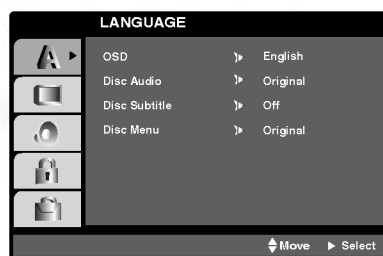 LANGUAGE
A
OSD English
Disc Audio Original
Disc Subtitle Off
Disc Menu Original
Move Select